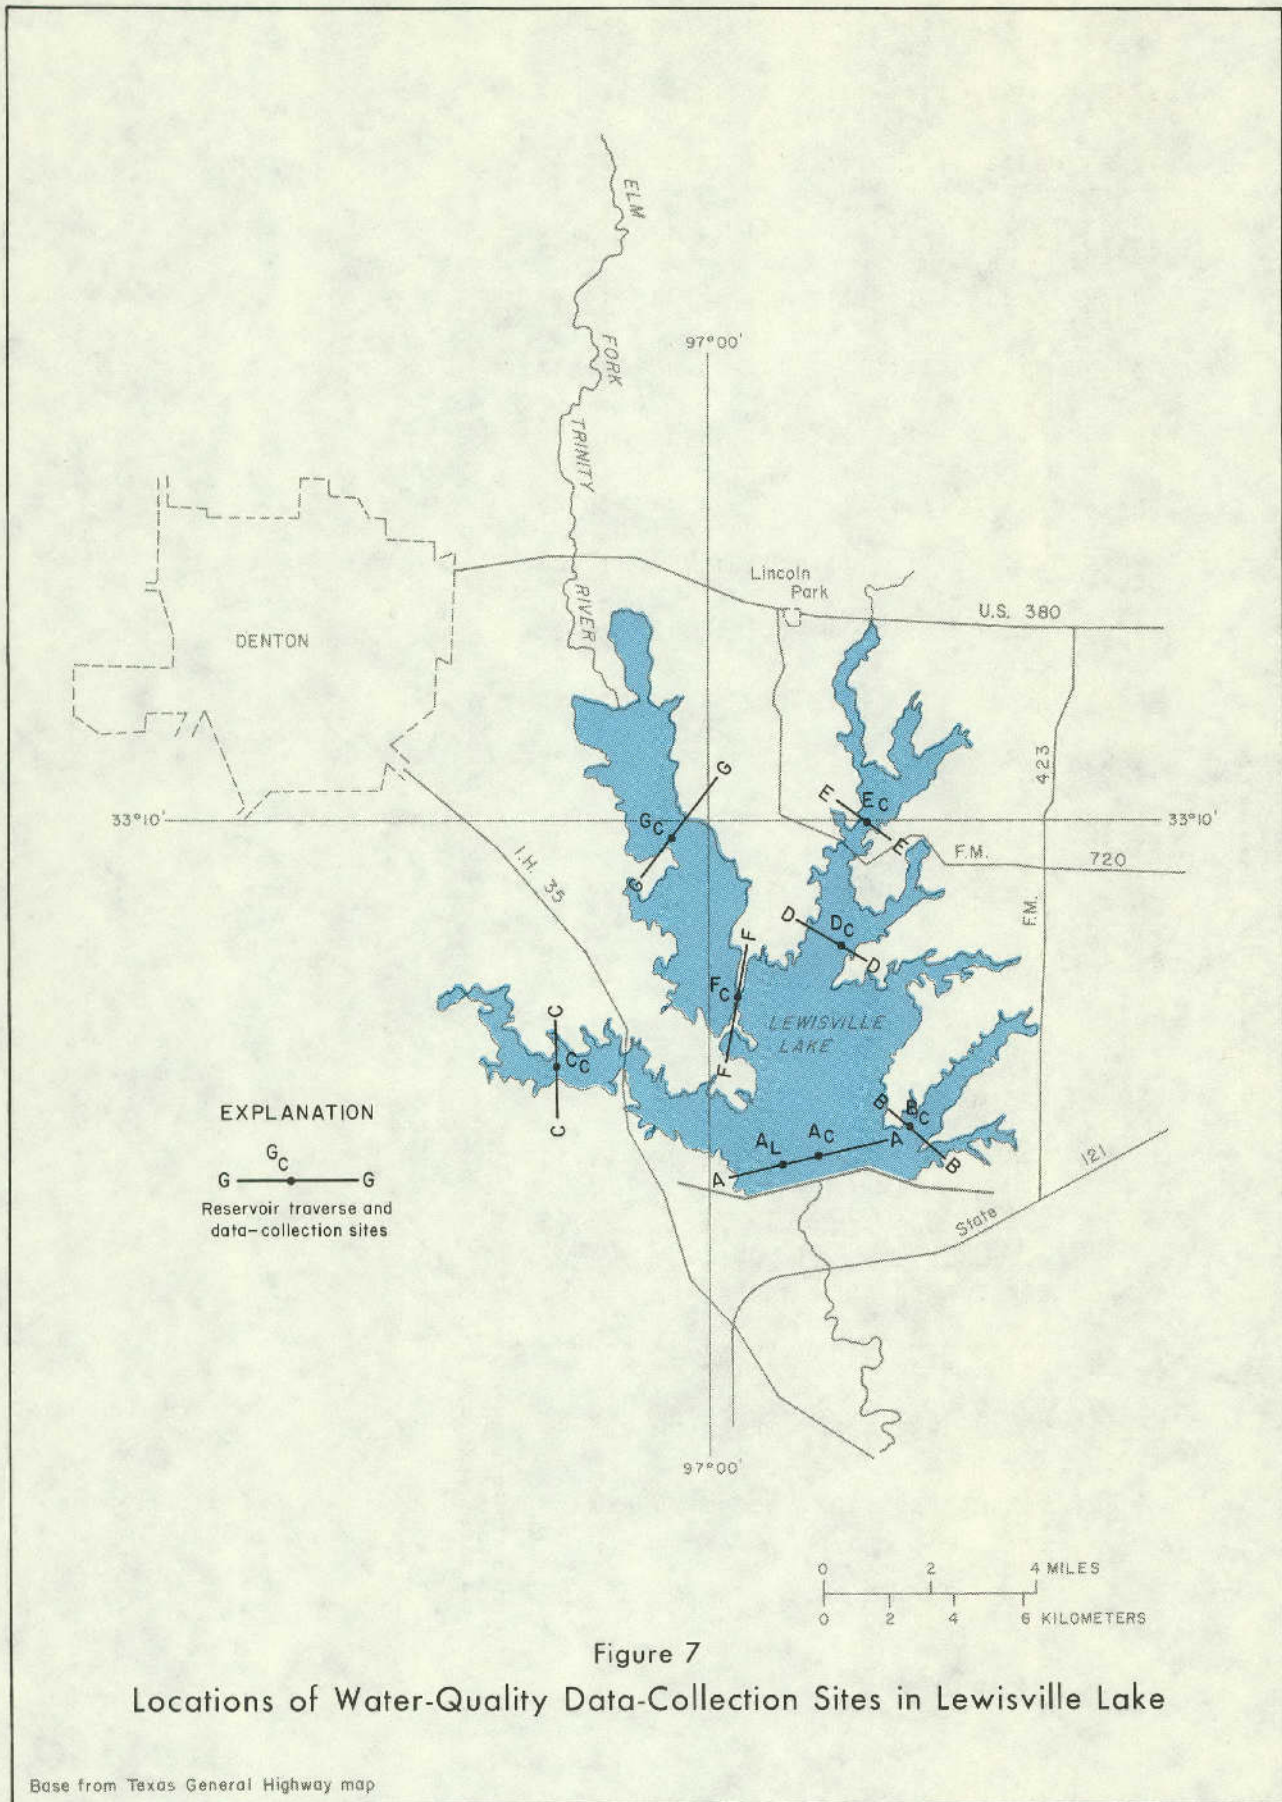 ELM
FORK
97°00'
TRINITY
Lincoln
Park
RIVER
U.S. 380
DENTON
423
G
E
EC
GC
33°10'
33°10'
E
I.H. 35
F.M.
720
G
D
DC
F.M.
F
D
FC
C
LEWISVILLE
LAKE
CC
F
B
BC
EXPLANATION
C
AL
AC
A
121
GC
B
G G
A
Reservoir traverse and
data-collection sites
State
97°00'
0 2 4 MILES
0 2 4 6 KILOMETERS
Figure 7
Locations of Water-Quality Data-Collection Sites in Lewisville Lake
Base from Texas General Highway map